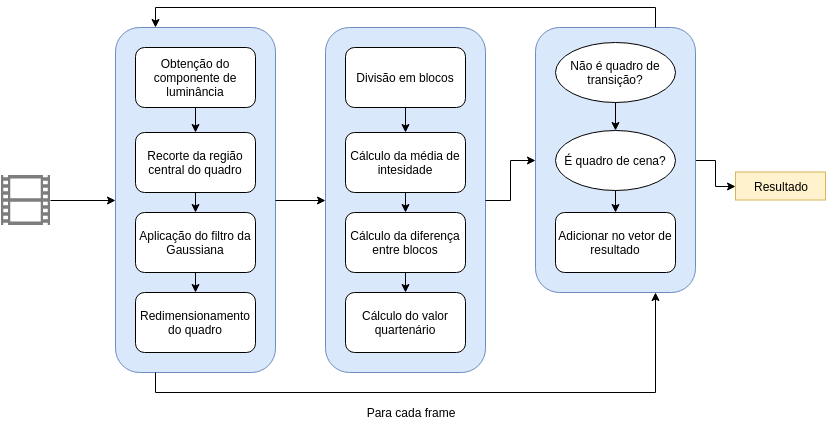 Obtenção do
componente de
luminância
Recorte da região
central do quadro
Aplicação do filtro da
Gaussiana
Redimensionamento
do quadro
Divisão em blocos
Cálculo da média de
intesidade
Cálculo da diferença
entre blocos
Cálculo do valor
quartenário
Não é quadro de
transição?
É quadro de cena?
Adicionar no vetor de
resultado
Resultado
Para cada frame